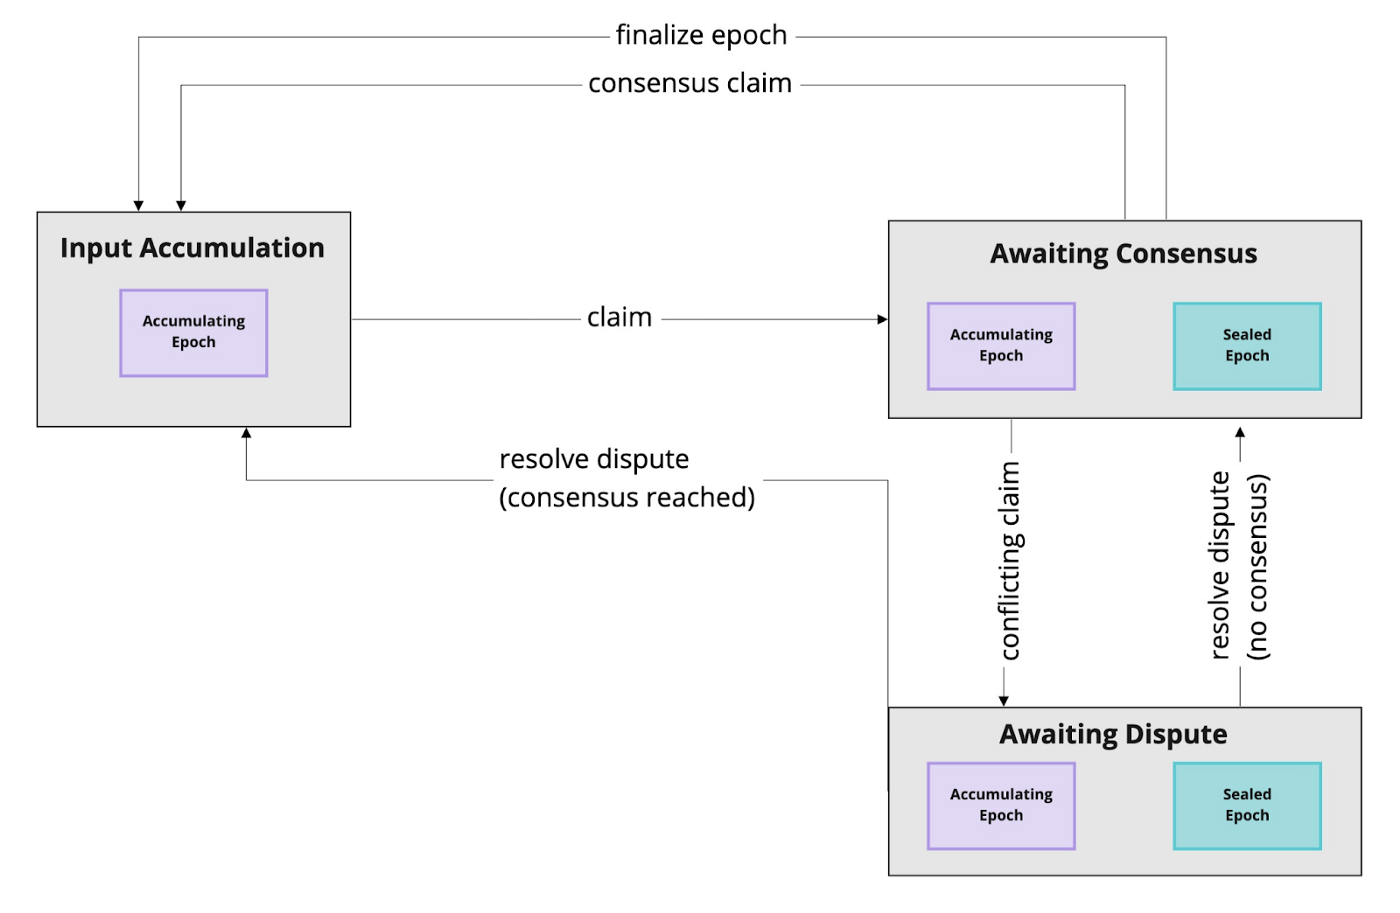 finalize epoch
consensus claim
Input Accumulation
Accumulating
Epoch
claim
Awaiting Consensus
Accumulating
Epoch
Sealed
Epoch
resolve dispute
(consensus reached)
conflicting claim
resolve dispute
(no consensus)
Awaiting Dispute
Accumulating
Epoch
Sealed
Epoch